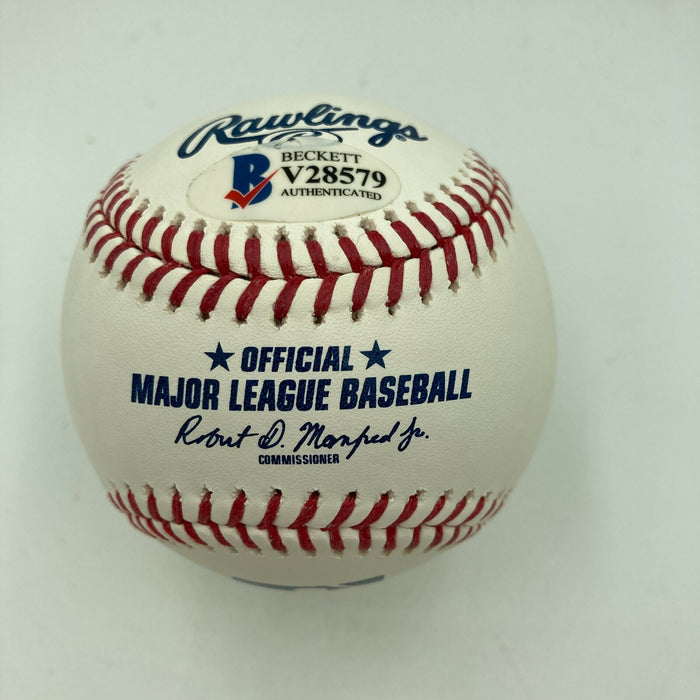 Rawlings
BECKETT
V28579
AUTHENTICATED
B
★ OFFICIAL ★
MAJOR LEAGUE BASEBALL
Robert D. Manfred Jr.
COMMISSIONER